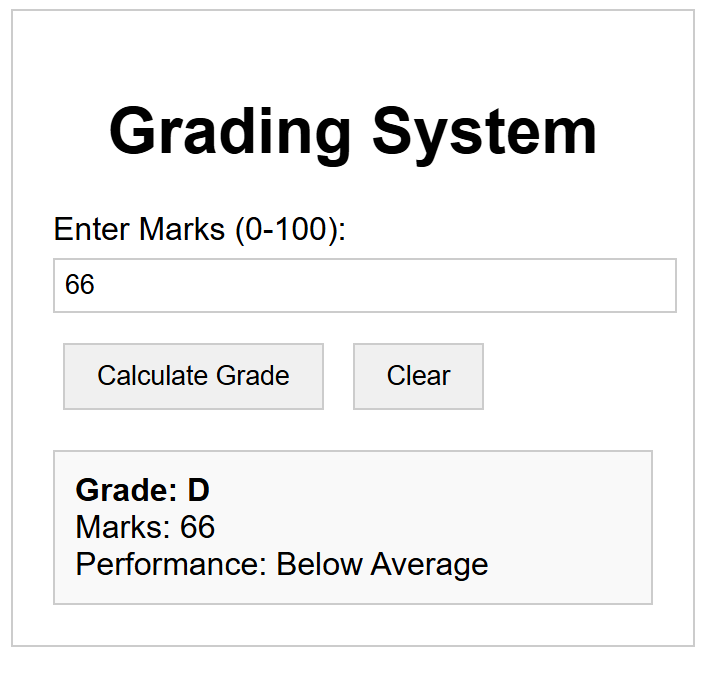 Grading System
Enter Marks (0-100):
66
Calculate Grade Clear
Grade: D
Marks: 66
Performance: Below Average